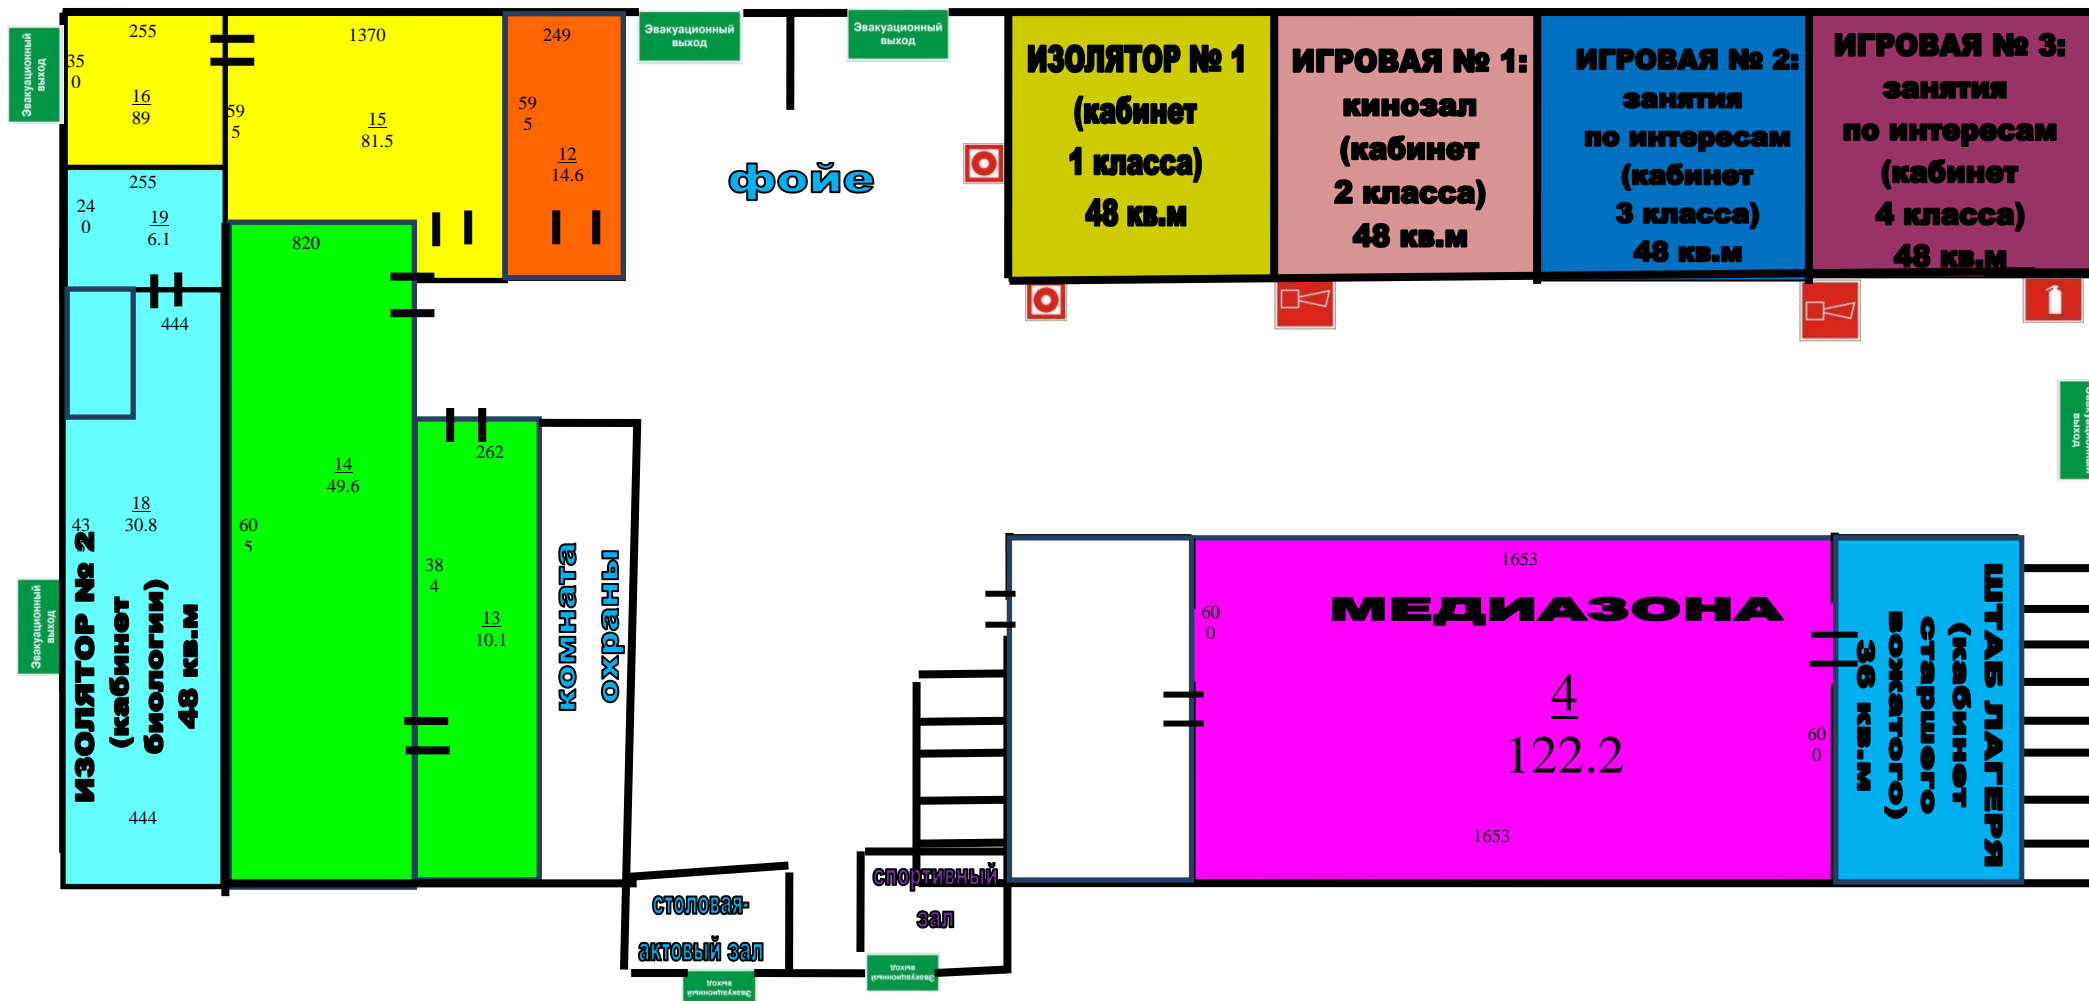 Эвакуационный
выход
255
35
0
16
89
1370
59
5
15
81.5
249
59
5
12
14.6
Эвакуационный
выход
Эвакуационный
выход
фойе
ИЗОЛЯТОР № 1
(кабинет
1 класса)
48 кв.м
ИГРОВАЯ № 1:
кинозал
(кабинет
2 класса)
48 кв.м
ИГРОВАЯ № 2:
занятия
по интересам
(кабинет
3 класса)
48 кв.м
ИГРОВАЯ № 3:
занятия
по интересам
(кабинет
4 класса)
48 кв.м
255
24
0
19
6.1
444
18
30.8
43
ИЗОЛЯТОР № 2
(кабинет
биологии)
48 кв.м
444
Эвакуационный
выход
820
14
49.6
60
5
262
38
4
13
10.1
комната
охраны
столовая-
актовый зал
Эвакуационный
выход
спортивный
зал
Эвакуационный
выход
1653
60
0
МЕДИАЗОНА
4
122.2
60
0
1653
ШТАБ ЛАГЕРЯ
(кабинет
старшего
вожатого)
36 кв.м
Эвакуационный
выход